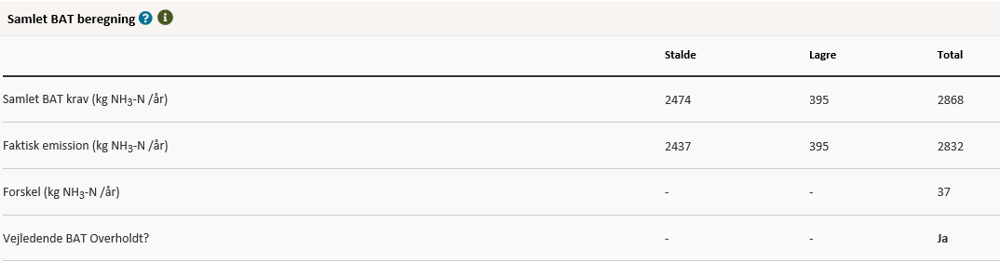 Samlet BAT beregning
Stalde Lagre Total
Samlet BAT krav (kg NH3-N /år) 2474 395 2868
Faktisk emission (kg NH3-N /år) 2437 395 2832
Forskel (kg NH3-N /år) - - 37
Vejledende BAT Overholdt? - - Ja